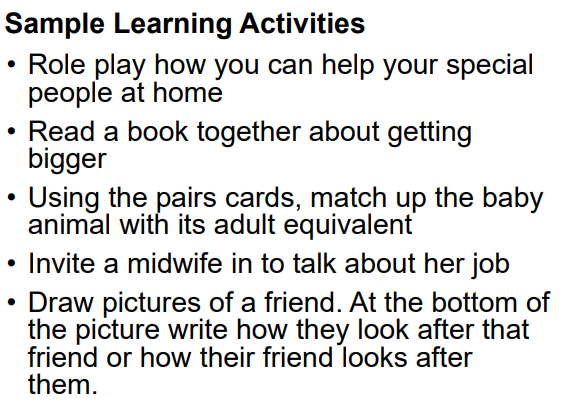 Sample Learning Activities
• Role play how you can help your special
people at home
• Read a book together about getting
bigger
• Using the pairs cards, match up the baby
animal with its adult equivalent
• Invite a midwife in to talk about her job
• Draw pictures of a friend. At the bottom of
the picture write how they look after that
friend or how their friend looks after
them.